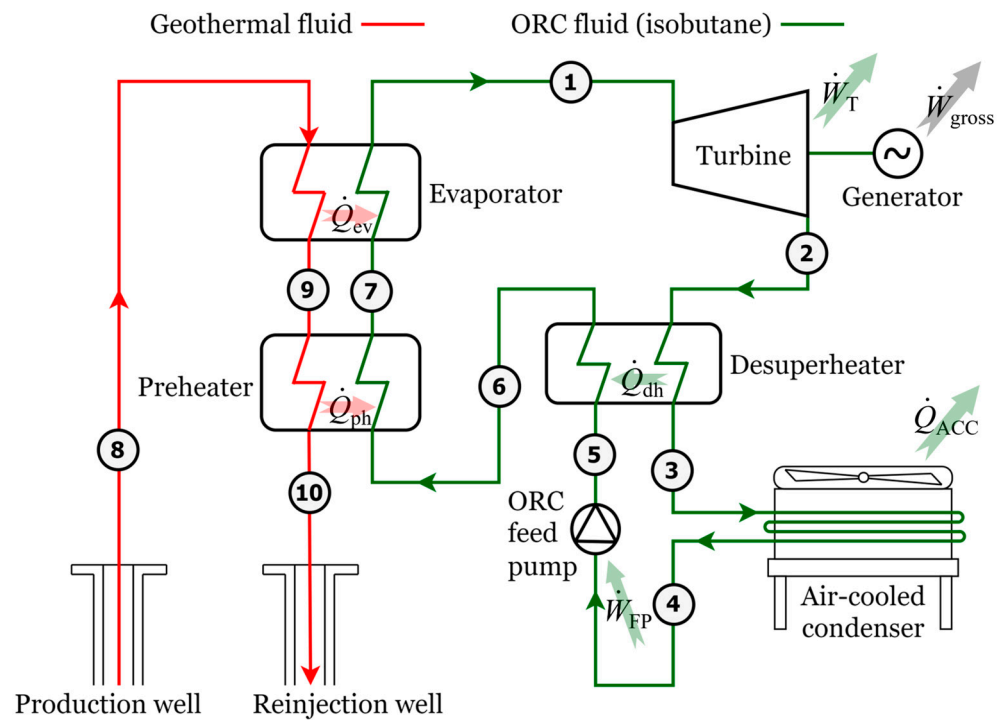 Geothermal fluid
ORC fluid (isobutane)
1
Ẇ_T
Ẇ_gross
Turbine
Generator
Evaporator
Q̇_ev
2
9
7
Preheater
Q̇_ph
6
Desuperheater
Q̇_dh
8
10
5
3
Q̇_ACC
ORC
feed
pump
Ẇ_FP
4
Air-cooled
condenser
Production well
Reinjection well